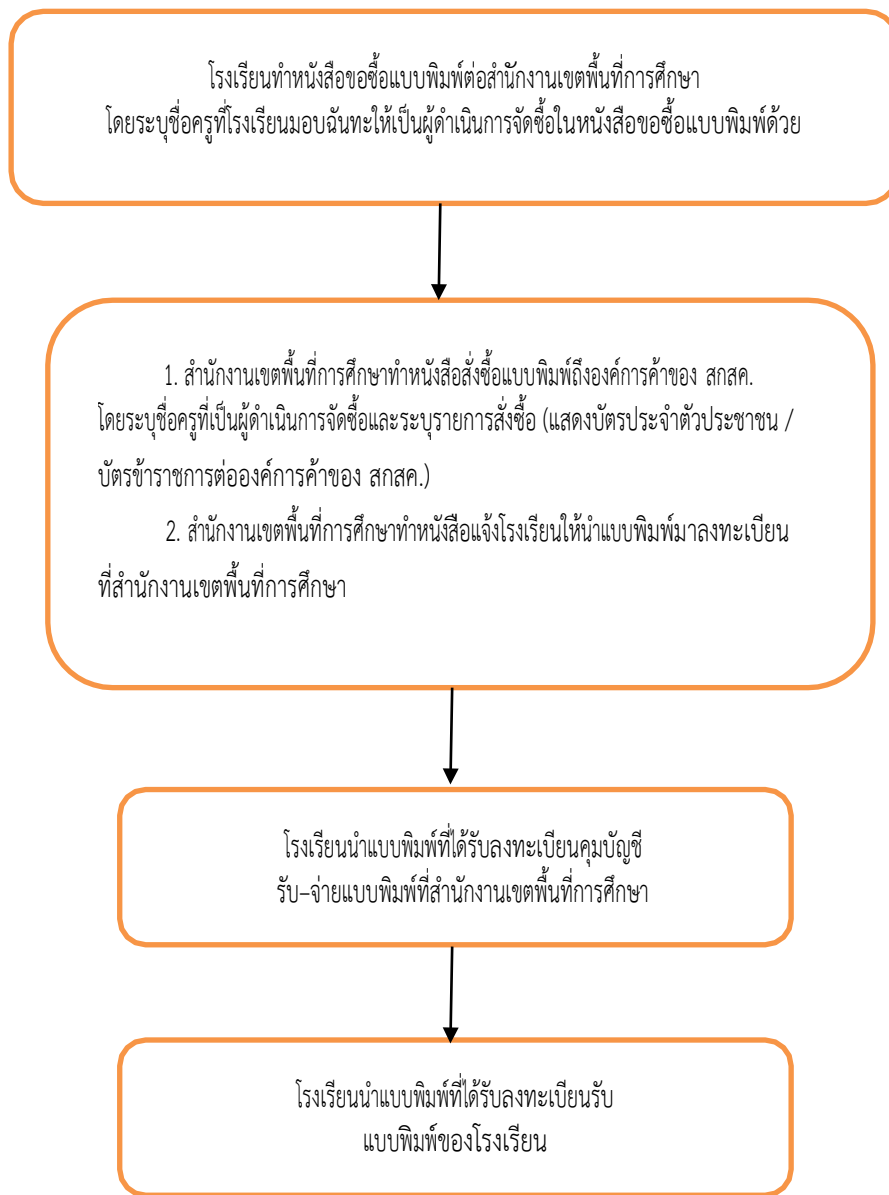 โรงเรียนทำหนังสือขอซื้อแบบพิมพ์ต่อสำนักงานเขตพื้นที่การศึกษา
โดยระบุชื่อครูที่โรงเรียนมอบฉันทะให้เป็นผู้ดำเนินการจัดซื้อในหนังสือขอซื้อแบบพิมพ์ด้วย
1. สำนักงานเขตพื้นที่การศึกษาทำหนังสือสั่งซื้อแบบพิมพ์ถึงองค์การค้าของ สกสค.
โดยระบุชื่อครูที่เป็นผู้ดำเนินการจัดซื้อและระบุรายการสั่งซื้อ (แสดงบัตรประจำตัวประชาชน /
บัตรข้าราชการต่อองค์การค้าของ สกสค.)
2. สำนักงานเขตพื้นที่การศึกษาทำหนังสือแจ้งโรงเรียนให้นำแบบพิมพ์มาลงทะเบียน
ที่สำนักงานเขตพื้นที่การศึกษา
โรงเรียนนำแบบพิมพ์ที่ได้รับลงทะเบียนคุมบัญชี
รับ–จ่ายแบบพิมพ์ที่สำนักงานเขตพื้นที่การศึกษา
โรงเรียนนำแบบพิมพ์ที่ได้รับลงทะเบียนรับ
แบบพิมพ์ของโรงเรียน